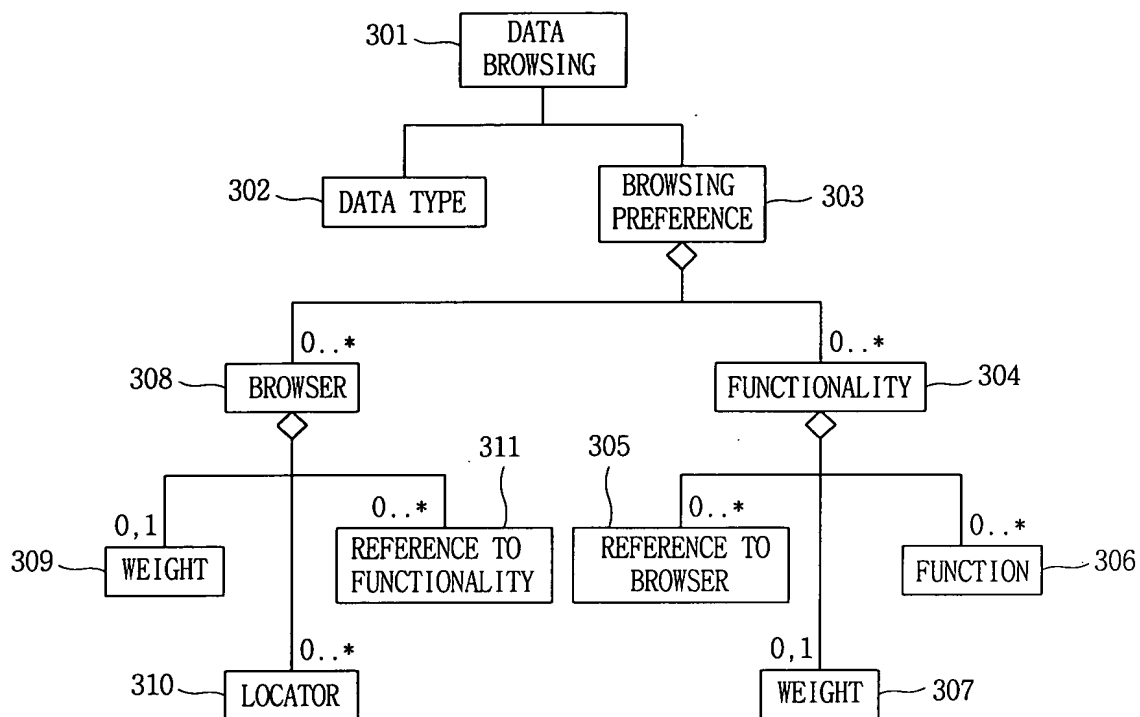 301
DATA
BROWSING
302
DATA TYPE
BROWSING
PREFERENCE
303
0..*
0..*
308
BROWSER
FUNCTIONALITY
304
311
305
0,1
0..*
0..*
0..*
309
WEIGHT
REFERENCE TO
FUNCTIONALITY
REFERENCE TO
BROWSER
FUNCTION
306
0..*
0,1
310
LOCATOR
WEIGHT
307